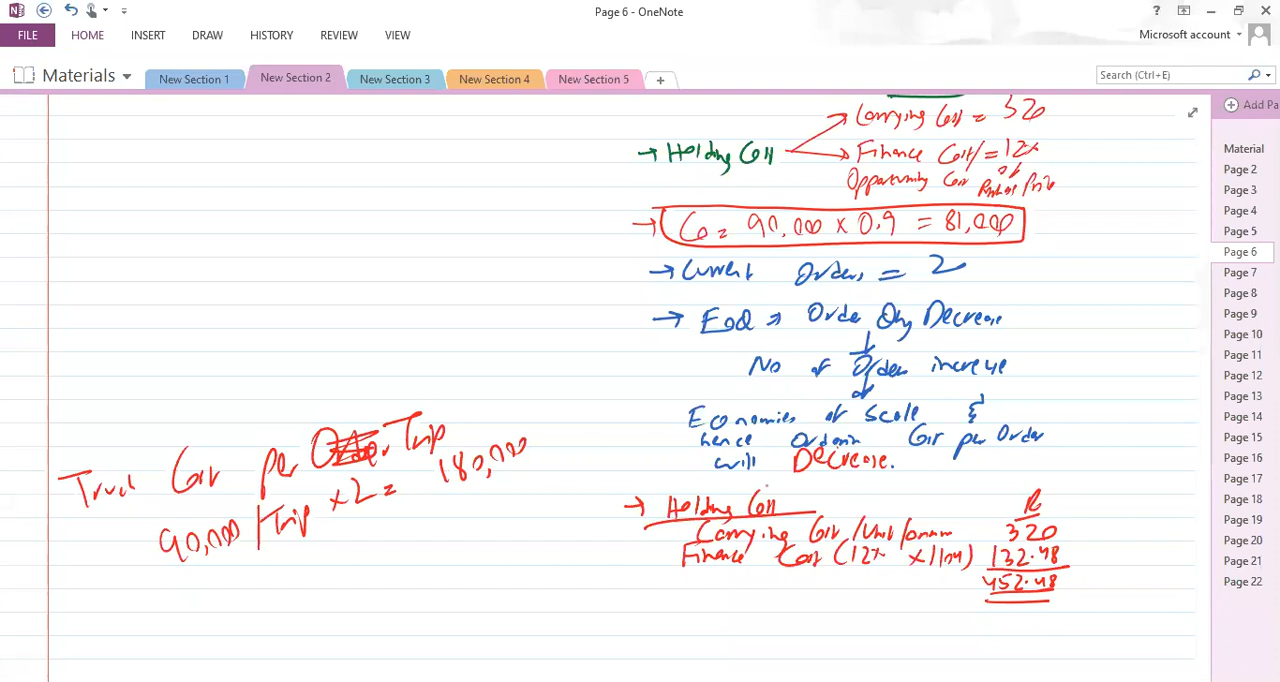 Page 6 - OneNote
FILE HOME INSERT DRAW HISTORY REVIEW VIEW
Microsoft account
Materials
New Section 1 New Section 2 New Section 3 New Section 4 New Section 5 +
Search (Ctrl+E)
Add Pa
Material
Page 2
Page 3
Page 4
Page 5
Page 6
Page 7
Page 8
Page 9
Page 10
Page 11
Page 12
Page 13
Page 14
Page 15
Page 16
Page 17
Page 18
Page 19
Page 20
Page 21
Page 22
Carrying Cost = 320
→ Holding Cost
Finance Cost/ = 12%
Opportunity Cost of Purchase Price
→ Co = 90,000 x 0.9 = 81,000
→ Current Orders = 2
→ EOQ ⇒ Order Qty Decrease
No of Orders increase
Economies of Scale &
hence Ordering Cost per Order
will Decrease.
Truck Cost per Trip
90,000 /Trip x 2 = 180,000
→ Holding Cost R
Carrying Cost/Unit/annum 320
Finance Cost (12% x 1104) 132.48
452.48